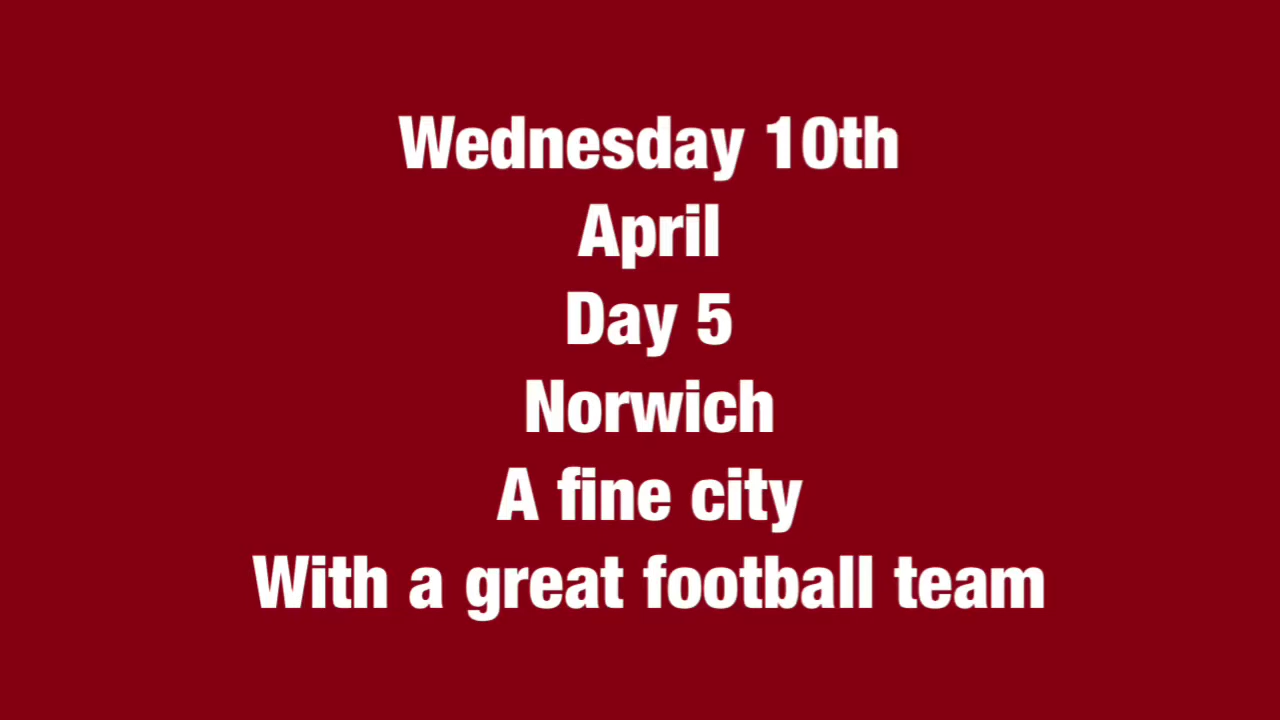 Wednesday 10th
April
Day 5
Norwich
A fine city
With a great football team